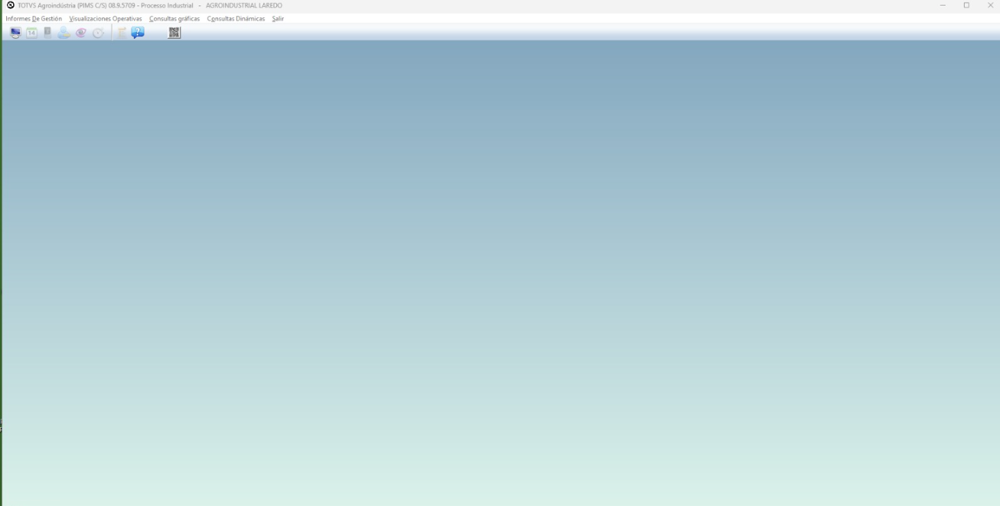 TOTVS Agroindústria (PIMS C/S) 08.9.5709 - Processo Industrial - AGROINDUSTRIAL LAREDO
Informes De Gestión Visualizaciones Operativas Consultas gráficas Consultas Dinámicas Salir
14